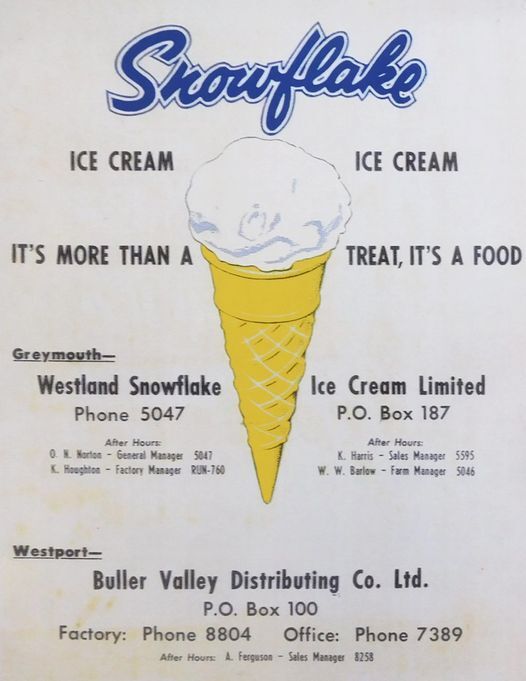 Snowflake
ICE CREAM ICE CREAM
IT'S MORE THAN A TREAT, IT'S A FOOD
Greymouth—
Westland Snowflake Ice Cream Limited
Phone 5047 P.O. Box 187
After Hours: After Hours:
O. N. Norton – General Manager 5047 K. Harris – Sales Manager 5595
K. Houghton – Factory Manager RUN-760 W. W. Barlow – Farm Manager 5046
Westport—
Buller Valley Distributing Co. Ltd.
P.O. Box 100
Factory: Phone 8804 Office: Phone 7389
After Hours: A. Ferguson – Sales Manager 8258